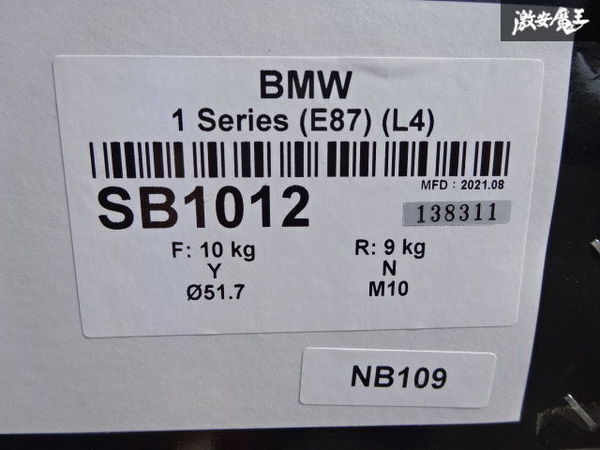 激安魔王
BMW
1 Series (E87) (L4)
MFD : 2021.08
SB1012
138311
F: 10 kg
R: 9 kg
Y
N
Ø51.7
M10
NB109